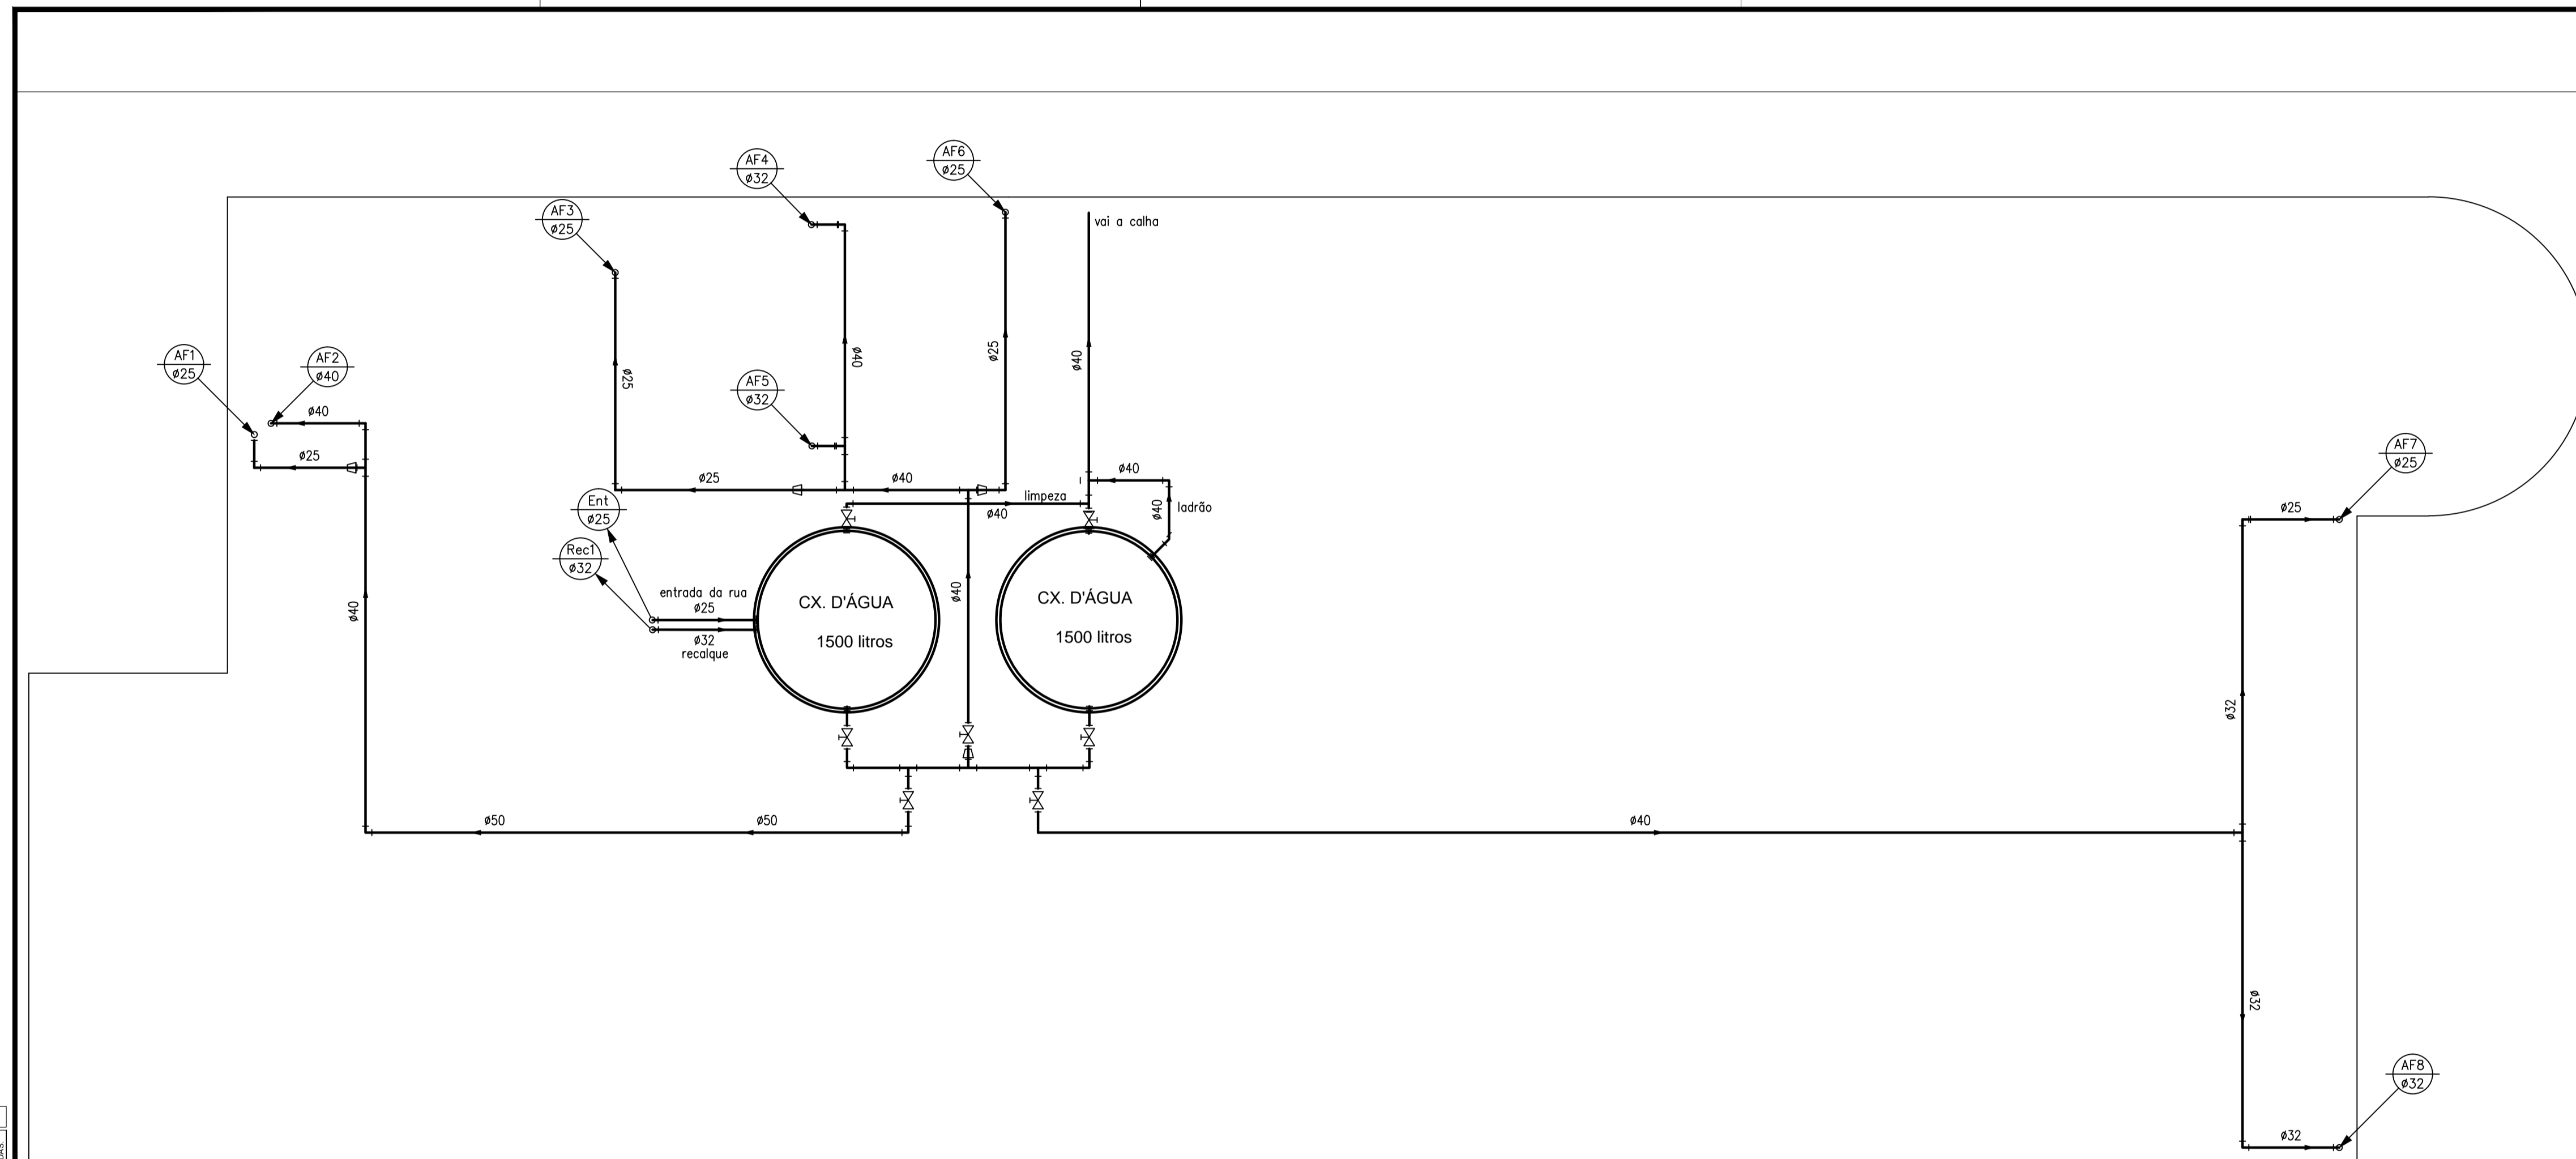 AF6
ø25
AF4
ø32
AF3
ø25
vai a calha
AF1
ø25
AF2
ø40
ø25
ø40
ø25
ø40
AF5
ø32
ø40
ø25
ø25
ø40
ø40
limpeza
ø40
ø40
ladrão
Ent
ø25
Rec1
ø32
entrada da rua
ø25
ø32
recalque
CX. D'ÁGUA
1500 litros
ø40
CX. D'ÁGUA
1500 litros
ø40
AF7
ø25
ø25
ø32
ø50
ø50
ø40
ø32
AF8
ø32
ø32